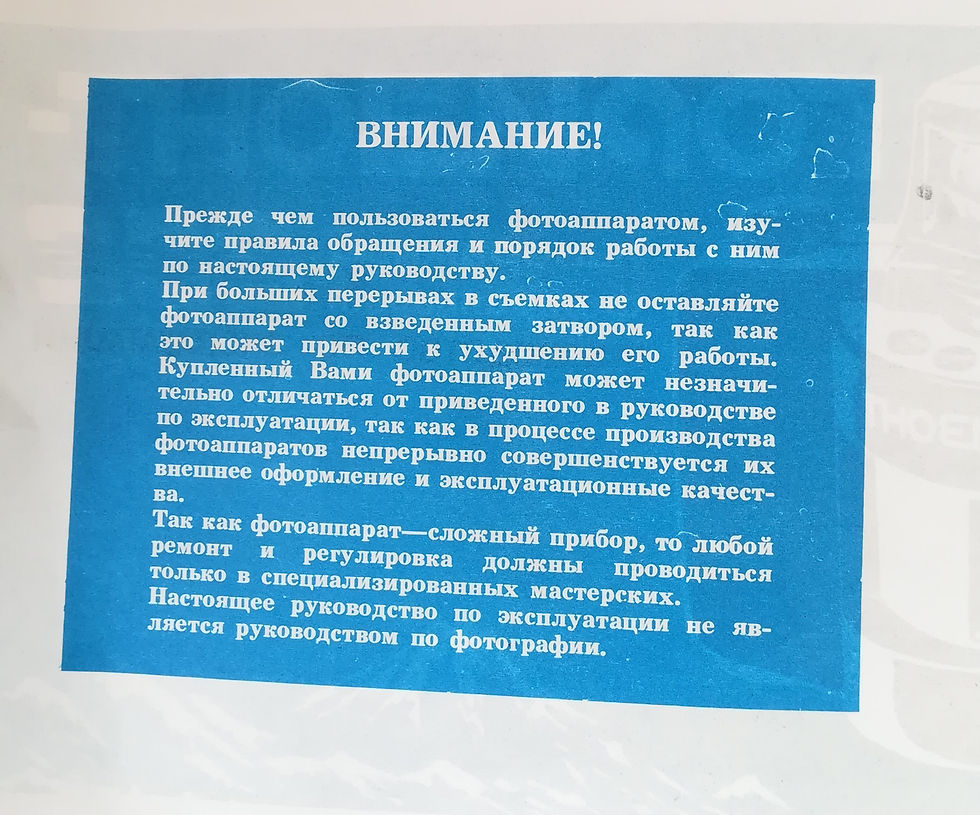 ВНИМАНИЕ!
Прежде чем пользоваться фотоаппаратом, изу-
чите правила обращения и порядок работы с ним
по настоящему руководству.
При больших перерывах в съемках не оставляйте
фотоаппарат со взведенным затвором, так как
это может привести к ухудшению его работы.
Купленный Вами фотоаппарат может незначи-
тельно отличаться от приведенного в руководстве
по эксплуатации, так как в процессе производства
фотоаппаратов непрерывно совершенствуется их
внешнее оформление и эксплуатационные качест-
ва.
Так как фотоаппарат—сложный прибор, то любой
ремонт и регулировка должны проводиться
только в специализированных мастерских.
Настоящее руководство по эксплуатации не яв-
ляется руководством по фотографии.